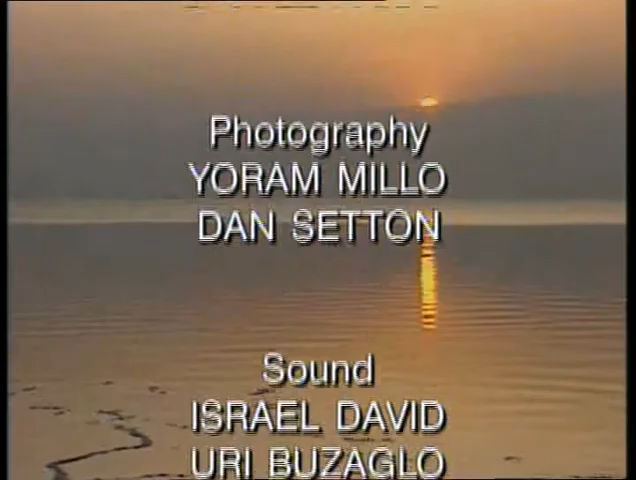 Photography
YORAM MILLO
DAN SETTON
Sound
ISRAEL DAVID
URI BUZAGLO